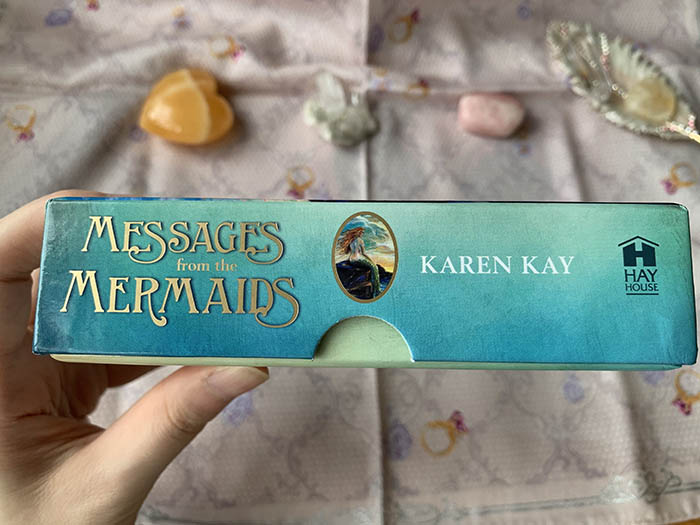 MESSAGES
from the
MERMAIDS
KAREN KAY
HAY
HOUSE